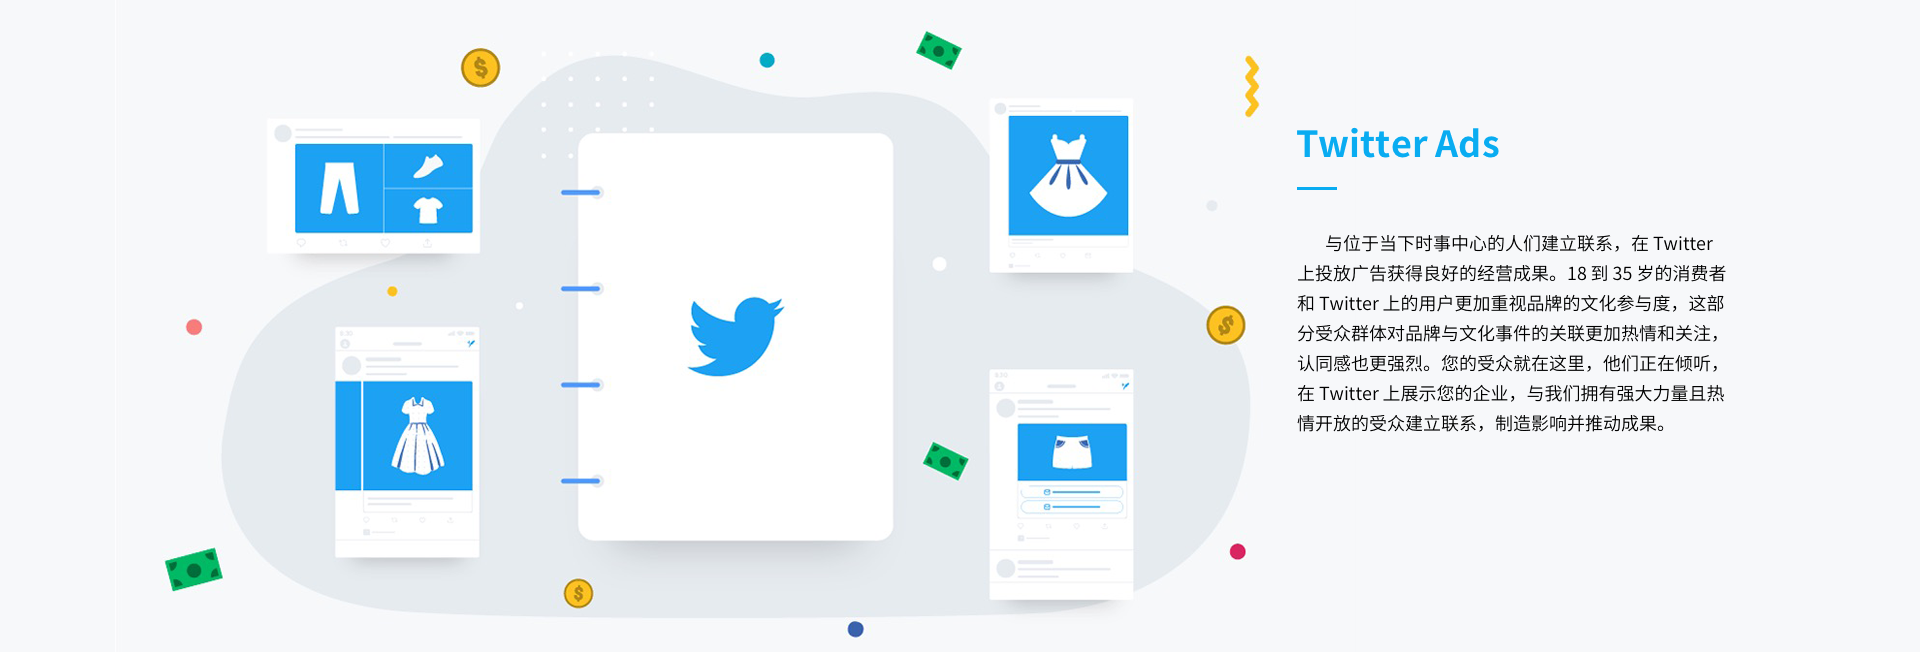 Twitter Ads
与位于当下时事中心的人们建立联系，在 Twitter
上投放广告获得良好的经营成果。18 到 35 岁的消费者
和 Twitter 上的用户更加重视品牌的文化参与度，这部
分受众群体对品牌与文化事件的关联更加热情和关注，
认同感也更强烈。您的受众就在这里，他们正在倾听，
在 Twitter 上展示您的企业，与我们拥有强大力量且热
情开放的受众建立联系，制造影响并推动成果。